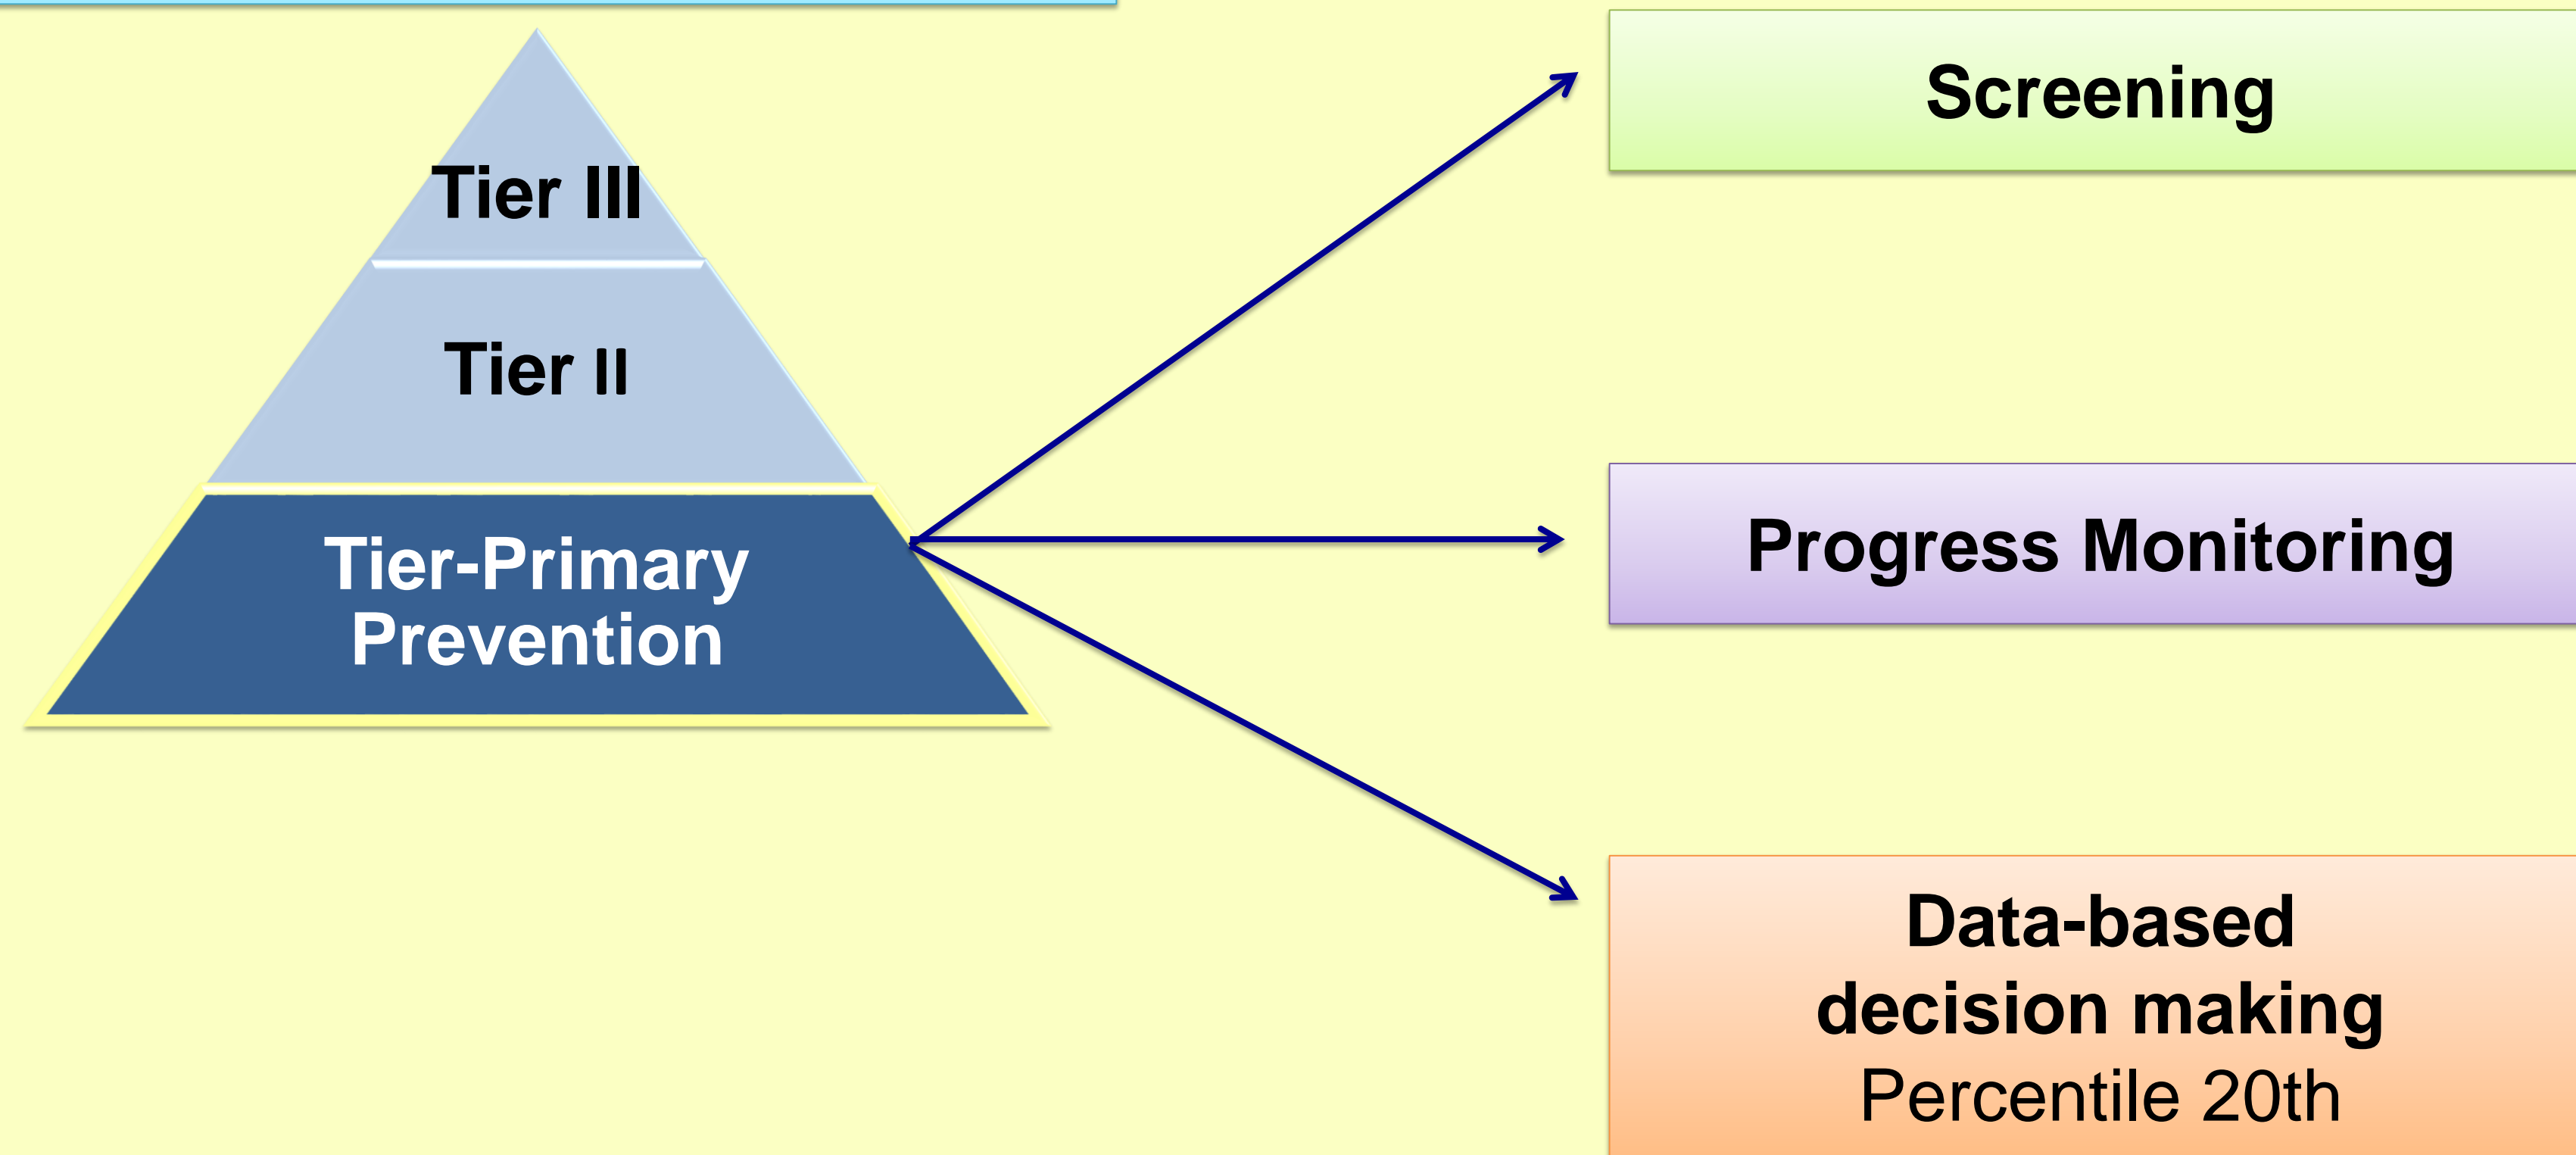 Tier III
Tier II
Tier-Primary
Prevention
Screening
Progress Monitoring
Data-based
decision making
Percentile 20th